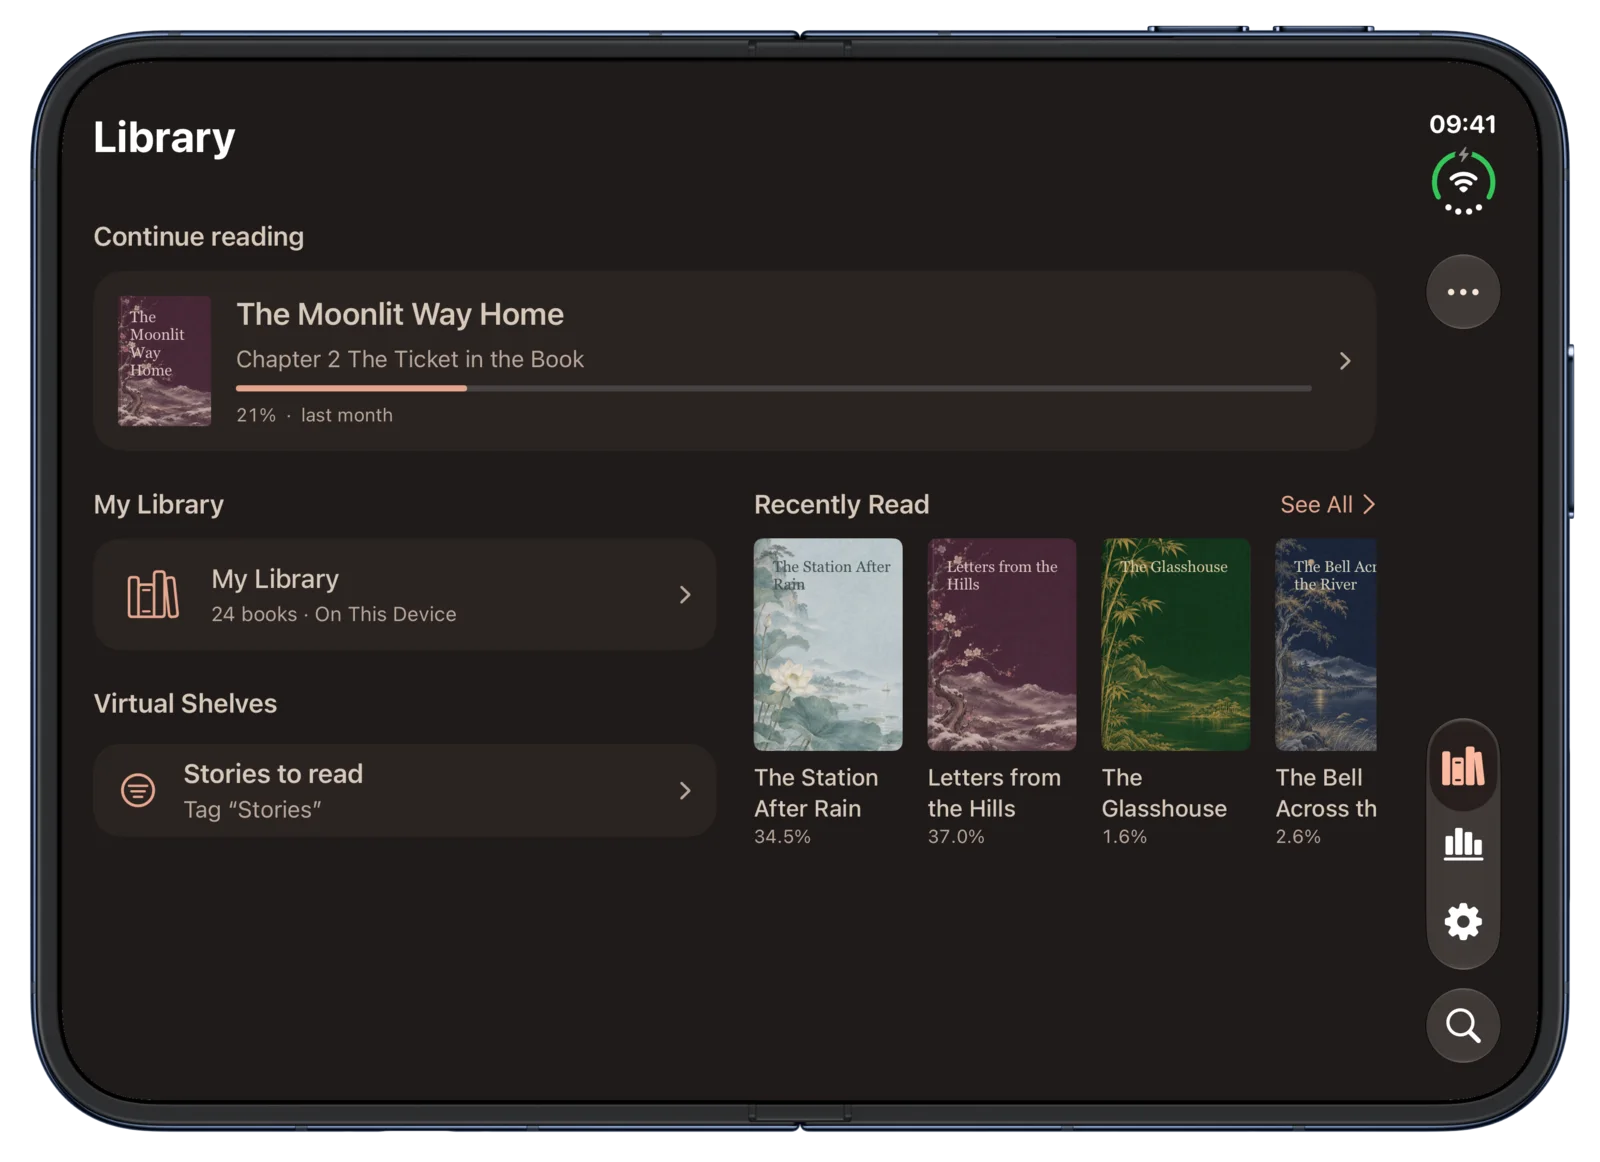 Library
09:41
Continue reading
The
Moonlit
Way
Home
The Moonlit Way Home
Chapter 2 The Ticket in the Book
21% · last month
My Library
My Library
24 books · On This Device
Virtual Shelves
Stories to read
Tag “Stories”
Recently Read
See All
The Station After
Rain
Letters from the
Hills
The Glasshouse
The Bell Acr
the River
The Station
After Rain
34.5%
Letters from
the Hills
37.0%
The
Glasshouse
1.6%
The Bell
Across th
2.6%